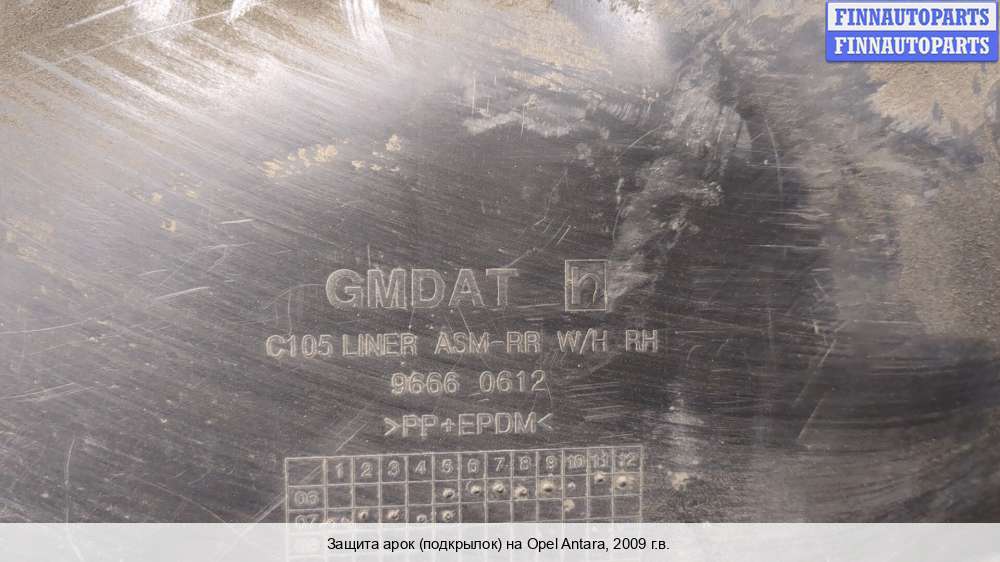 FINNAUTOPARTS
FINNAUTOPARTS
GMDAT h
C105 LINER ASM-RR W/H RH
9666 0612
>PP+EPDM<
1 2 3 4 5 6 7 8 9 10 11 12
06
07
Защита арок (подкрылок) на Opel Antara, 2009 г.в.